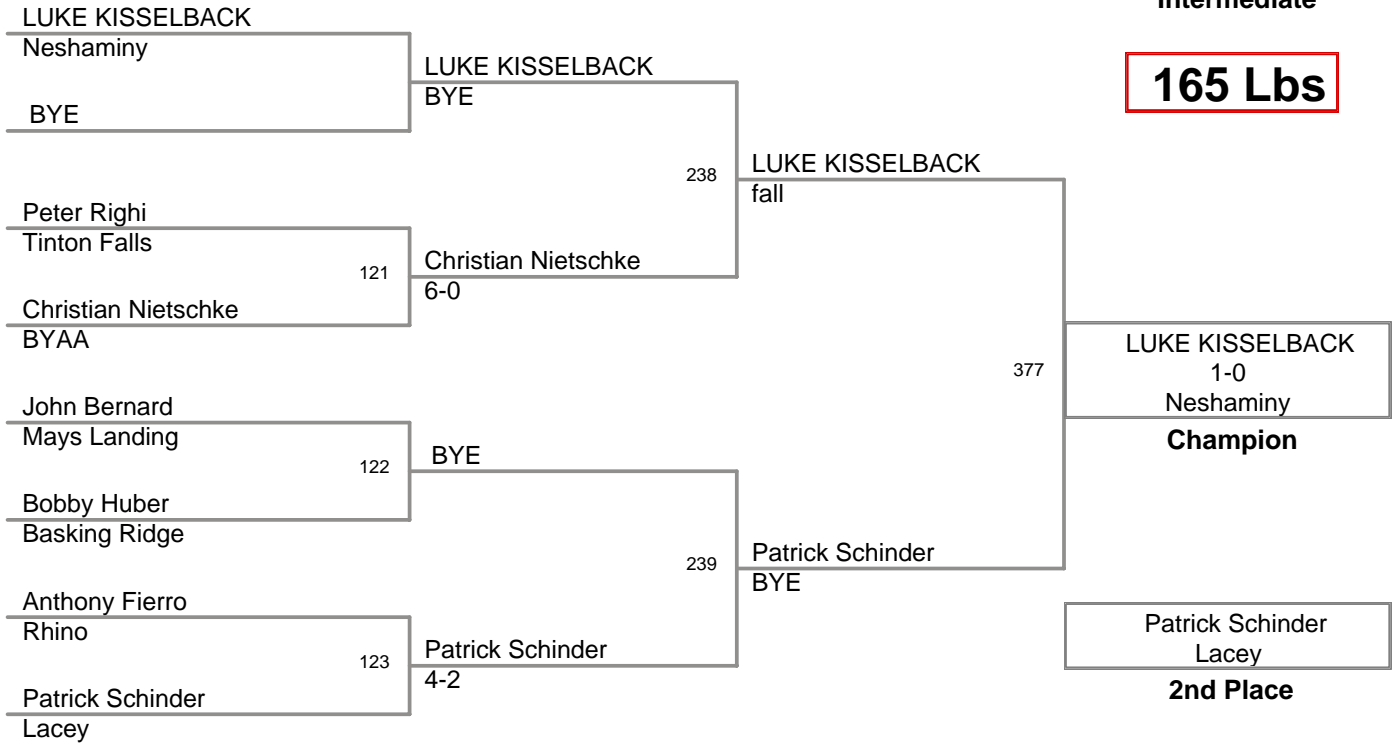 Intermediate
165 Lbs
LUKE KISSELBACK
Neshaminy
BYE
Peter Righi
Tinton Falls
121
Christian Nietschke
BYAA
John Bernard
Mays Landing
122
Bobby Huber
Basking Ridge
Anthony Fierro
Rhino
123
Patrick Schinder
Lacey
LUKE KISSELBACK
BYE
238
Christian Nietschke
6-0
BYE
239
Patrick Schinder
4-2
LUKE KISSELBACK
fall
377
Patrick Schinder
BYE
LUKE KISSELBACK
1-0
Neshaminy
Champion
Patrick Schinder
Lacey
2nd Place